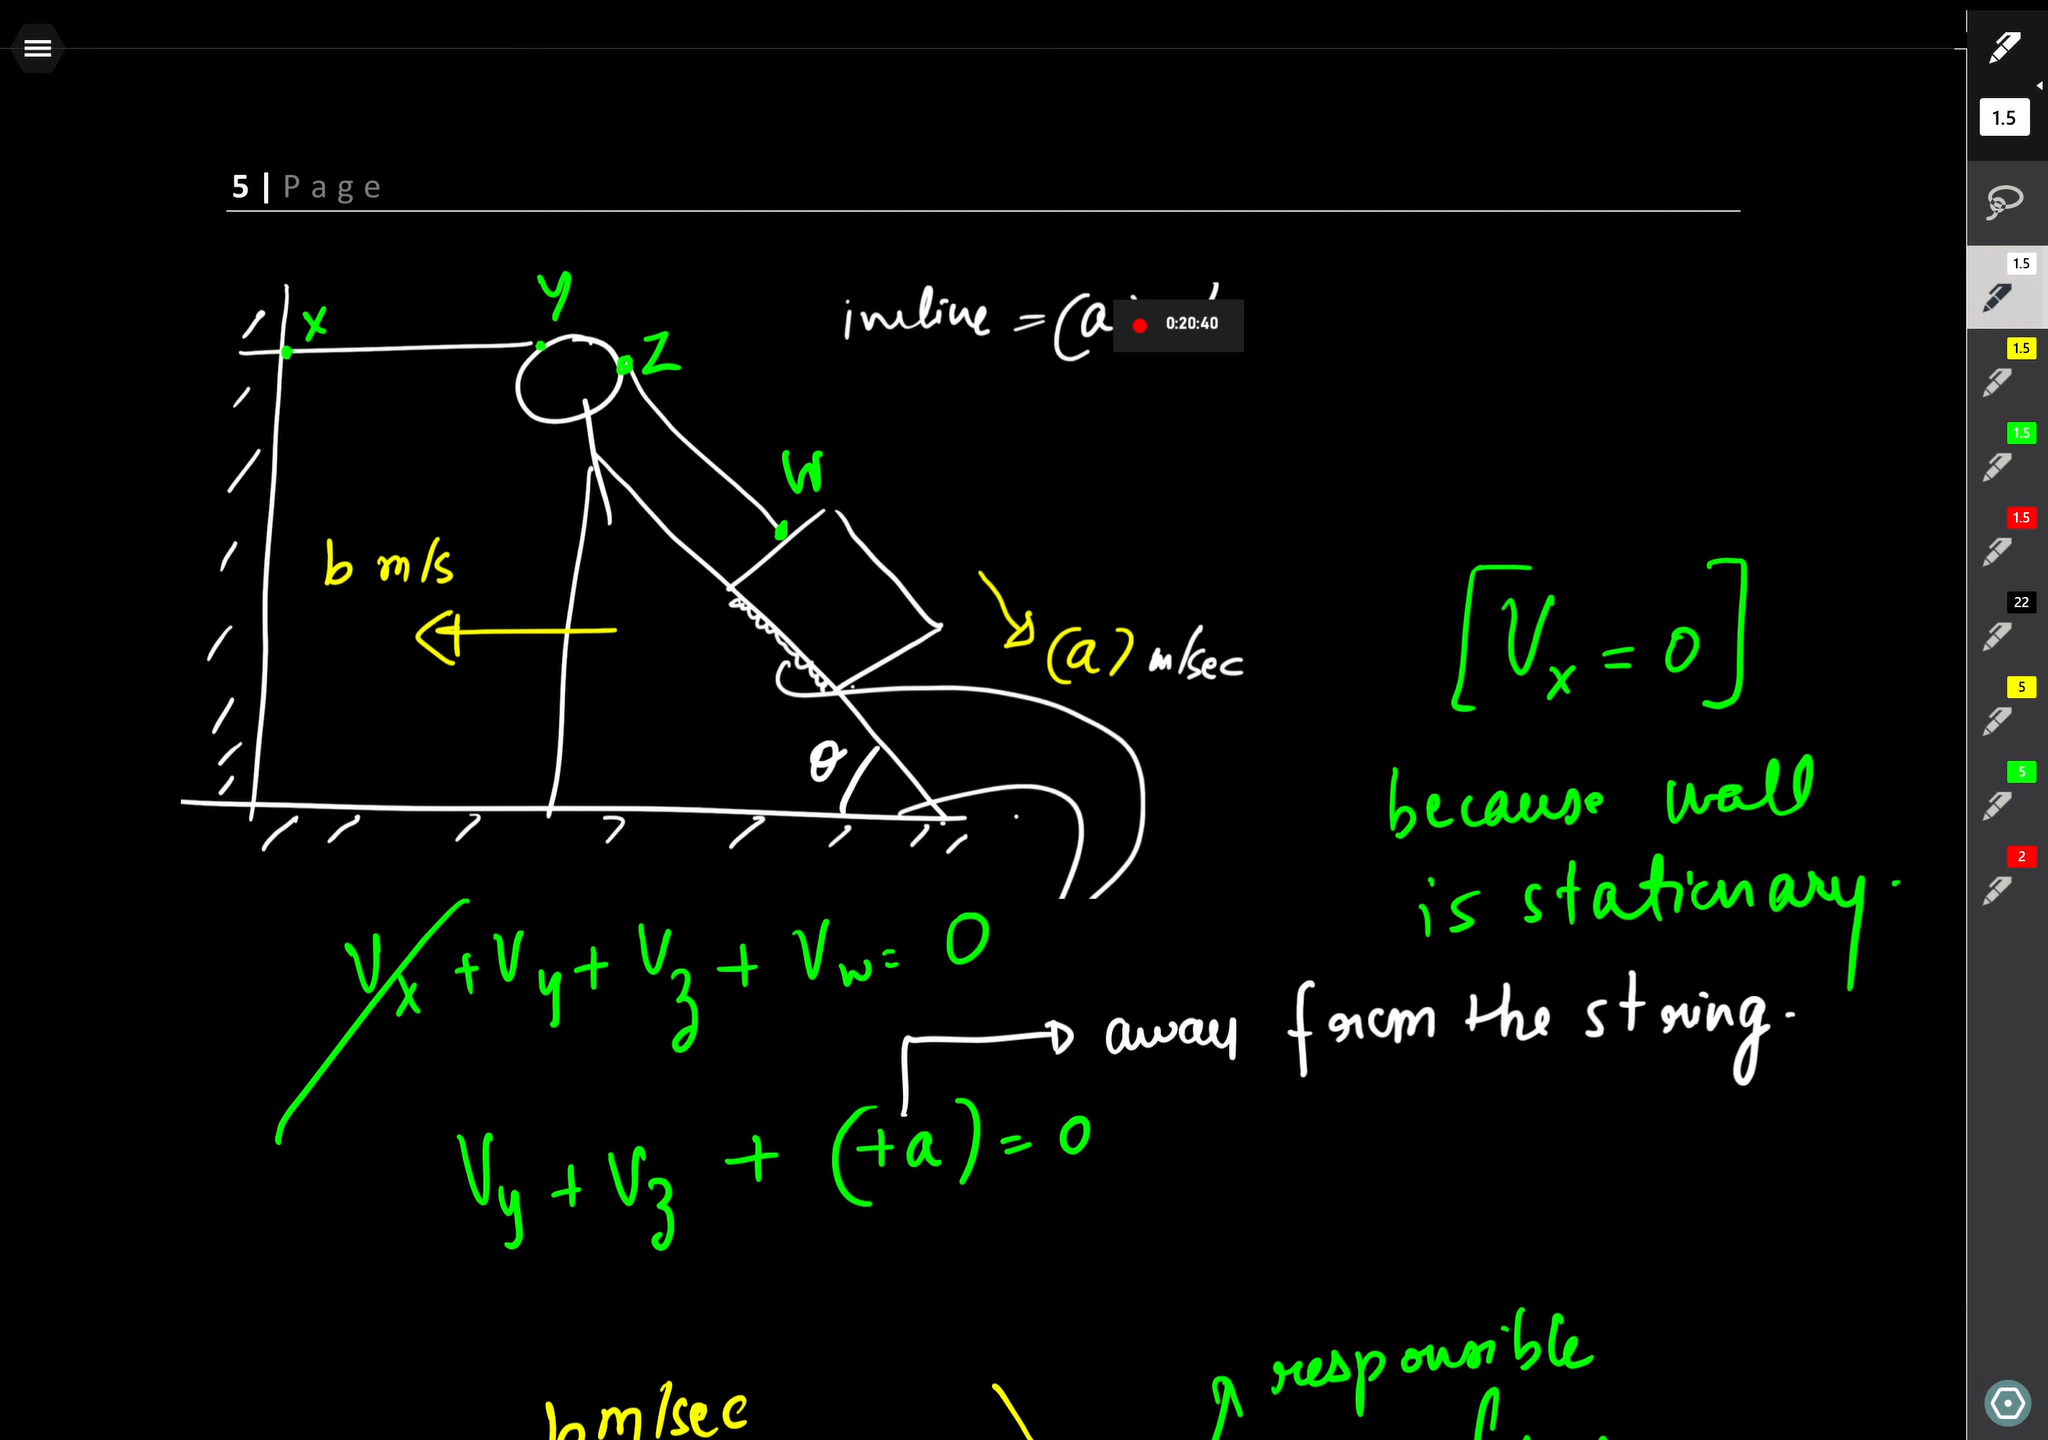 1.5
5 | Page
Y
X
Z
incline = (a
0:20:40
W
b m/s
(a) m/sec
[Vx = 0]
θ
because wall
is stationary.
Vx + Vy + Vz + Vw = 0
away from the string.
Vy + Vz + (+a) = 0
responsible
b m/sec
1.5
1.5
1.5
1.5
22
5
5
2